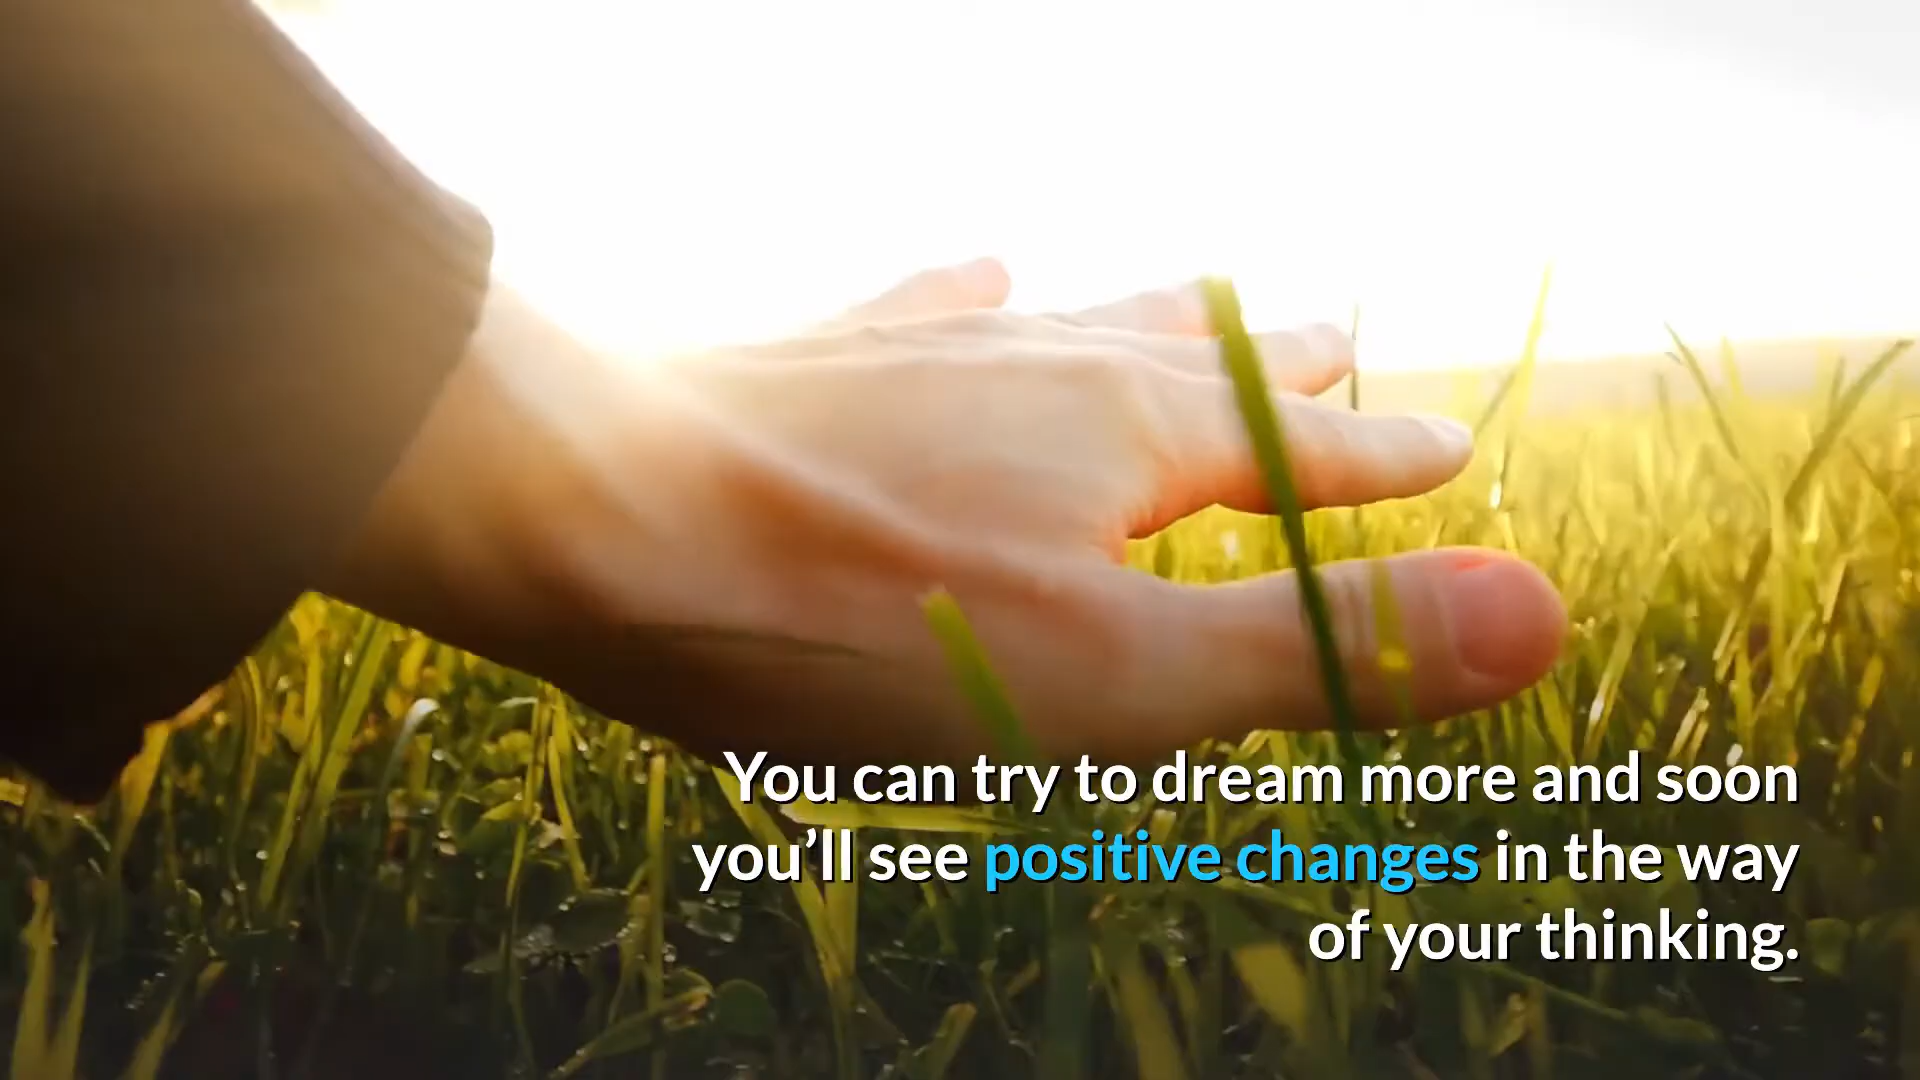 You can try to dream more and soon
you’ll see positive changes in the way
of your thinking.